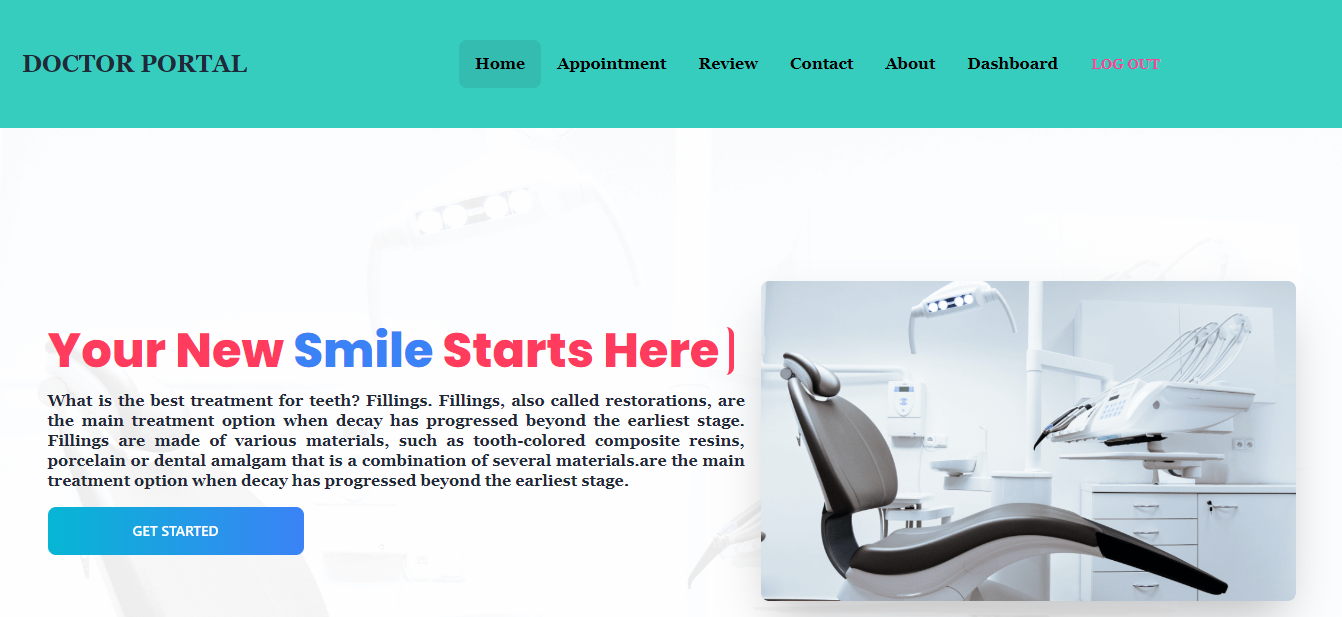 DOCTOR PORTAL
Home Appointment Review Contact About Dashboard LOG OUT
Your New Smile Starts Here
What is the best treatment for teeth? Fillings. Fillings, also called restorations, are
the main treatment option when decay has progressed beyond the earliest stage.
Fillings are made of various materials, such as tooth-colored composite resins,
porcelain or dental amalgam that is a combination of several materials.are the main
treatment option when decay has progressed beyond the earliest stage.
GET STARTED